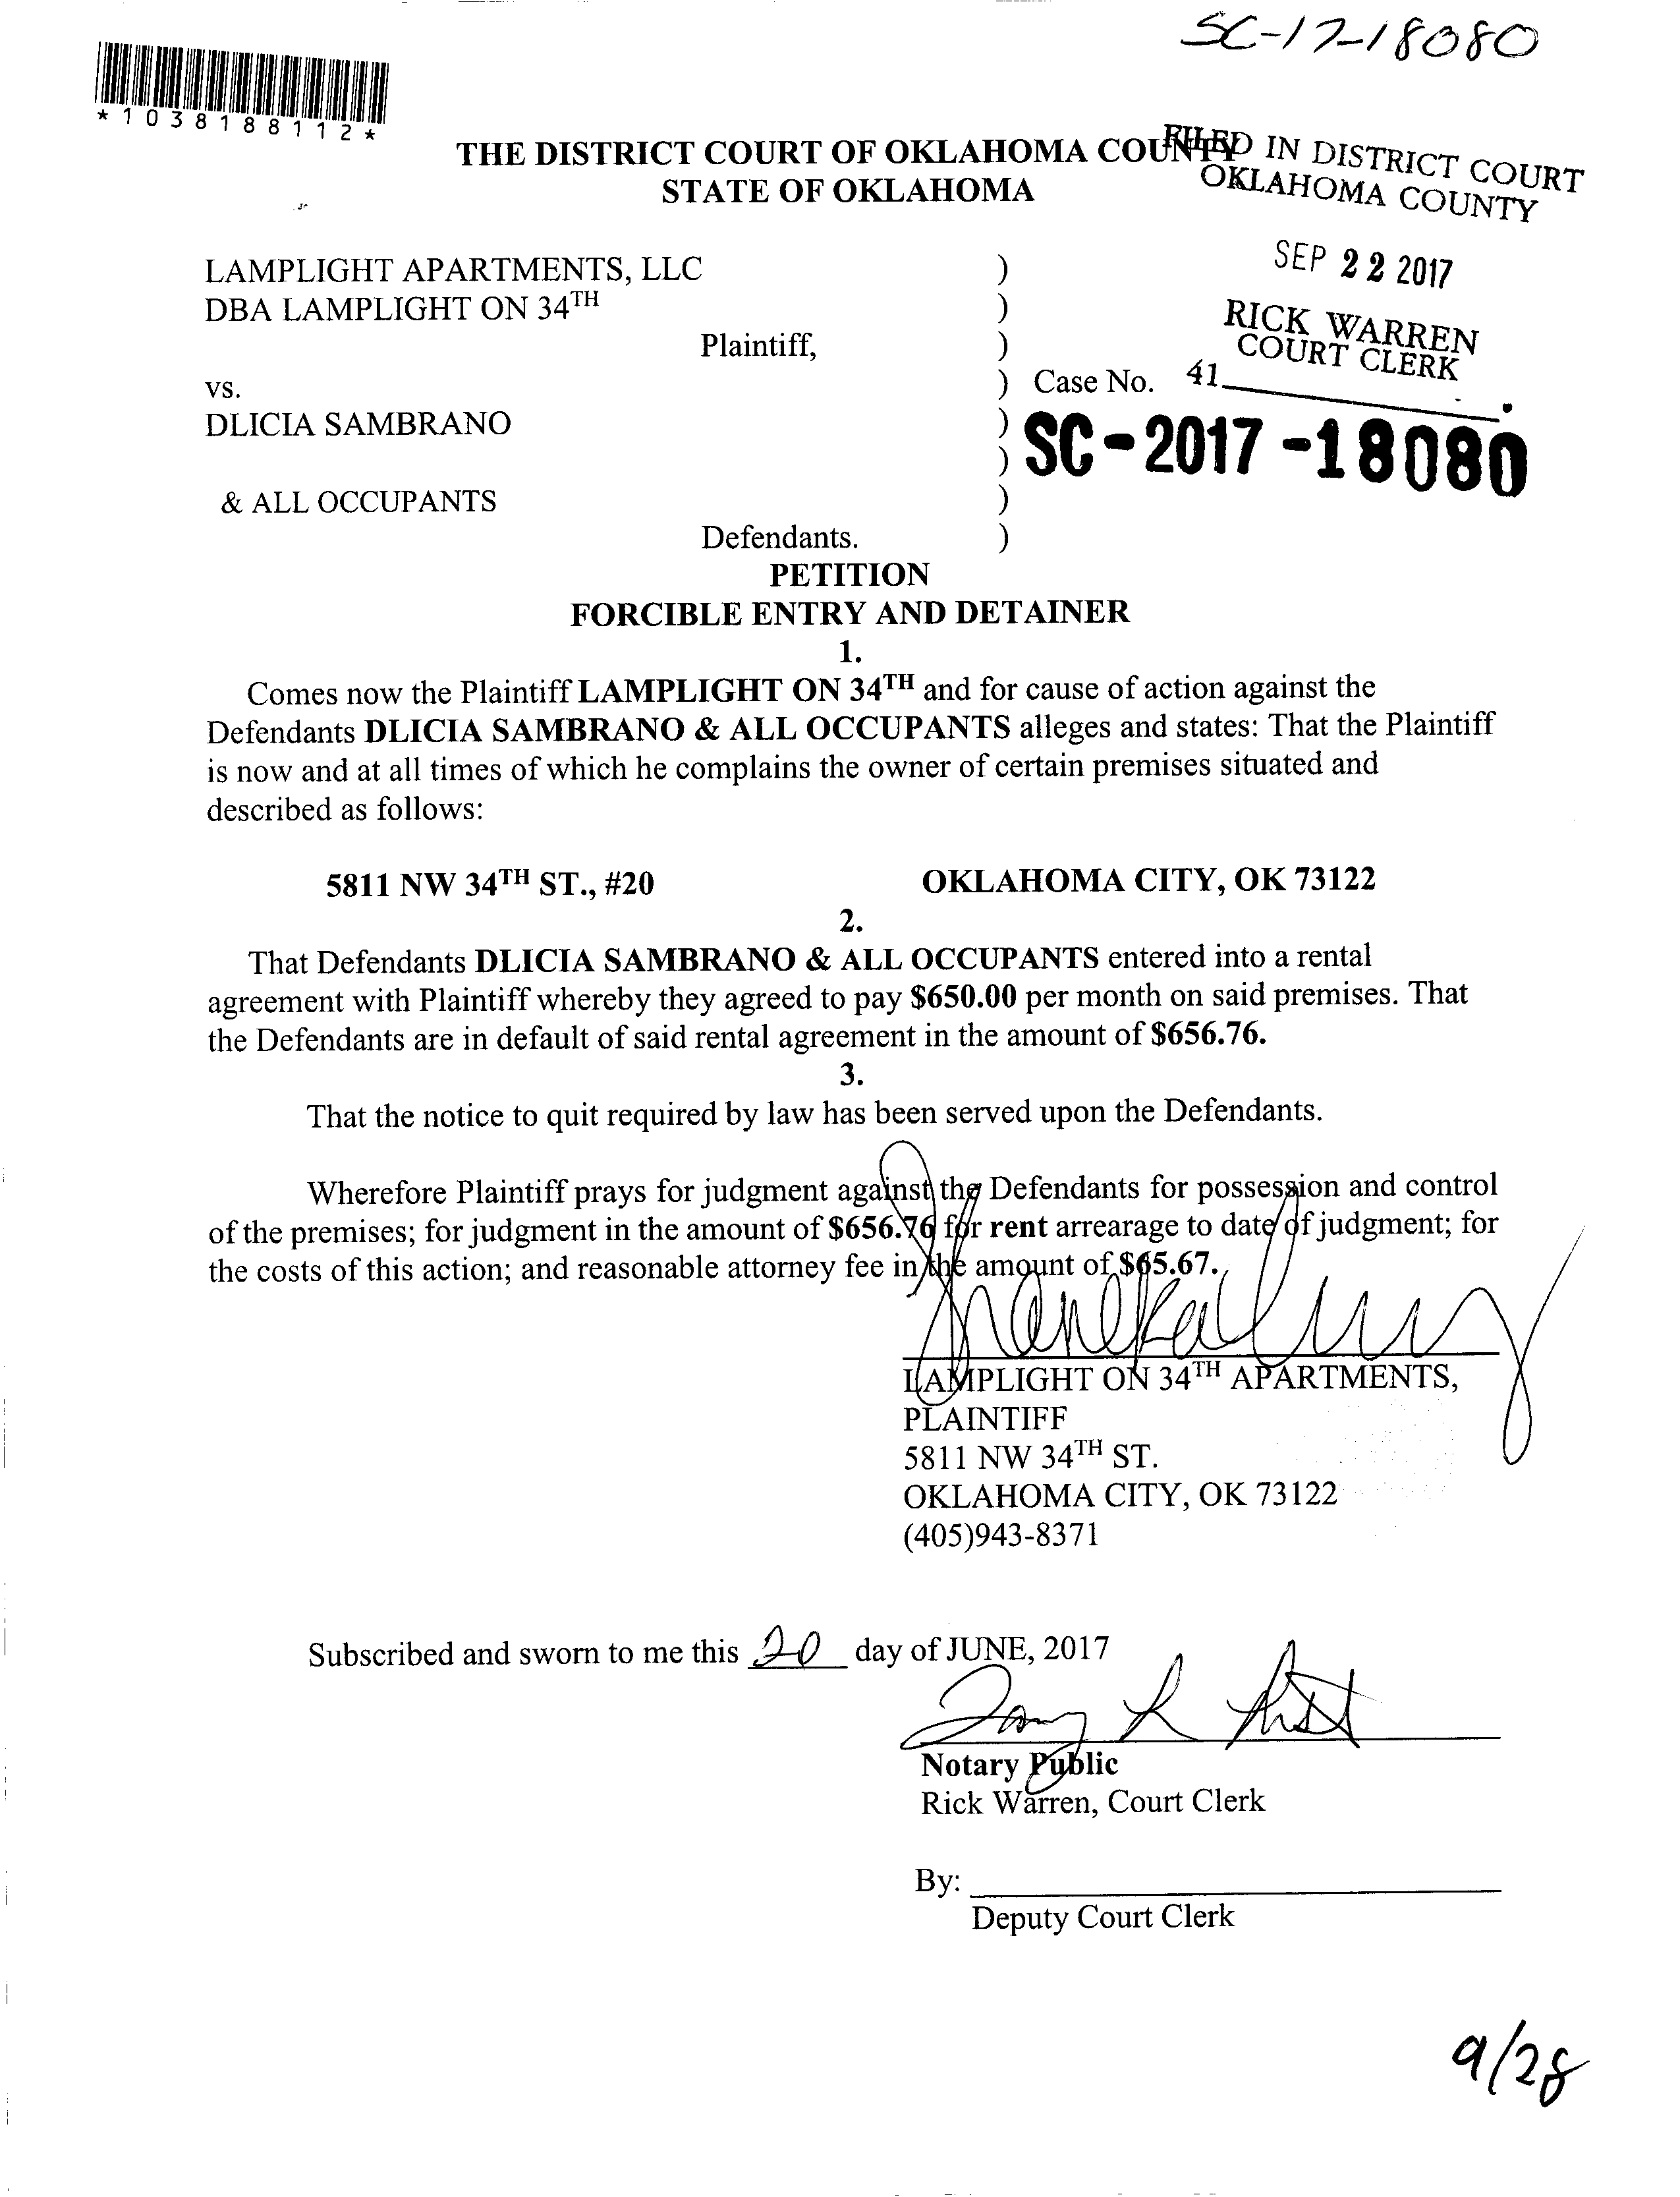 SC-17-18080
*1038188112*
THE DISTRICT COURT OF OKLAHOMA COUNTY
STATE OF OKLAHOMA
FILED IN DISTRICT COURT
OKLAHOMA COUNTY
SEP 22 2017
RICK WARREN
COURT CLERK
41
LAMPLIGHT APARTMENTS, LLC )
DBA LAMPLIGHT ON 34TH )
Plaintiff, )
vs. ) Case No.
DLICIA SAMBRANO )
) SC-2017-18080
& ALL OCCUPANTS )
Defendants. )
PETITION
FORCIBLE ENTRY AND DETAINER
1.
Comes now the Plaintiff LAMPLIGHT ON 34TH and for cause of action against the
Defendants DLICIA SAMBRANO & ALL OCCUPANTS alleges and states: That the Plaintiff
is now and at all times of which he complains the owner of certain premises situated and
described as follows:
5811 NW 34TH ST., #20 OKLAHOMA CITY, OK 73122
2.
That Defendants DLICIA SAMBRANO & ALL OCCUPANTS entered into a rental
agreement with Plaintiff whereby they agreed to pay $650.00 per month on said premises. That
the Defendants are in default of said rental agreement in the amount of $656.76.
3.
That the notice to quit required by law has been served upon the Defendants.
Wherefore Plaintiff prays for judgment against the Defendants for possession and control
of the premises; for judgment in the amount of $656.76 for rent arrearage to date of judgment; for
the costs of this action; and reasonable attorney fee in the amount of $65.67.
LAMPLIGHT ON 34TH APARTMENTS,
PLAINTIFF
5811 NW 34TH ST.
OKLAHOMA CITY, OK 73122
(405)943-8371
Subscribed and sworn to me this 20 day of JUNE, 2017
Notary Public
Rick Warren, Court Clerk
By:
Deputy Court Clerk
9/28